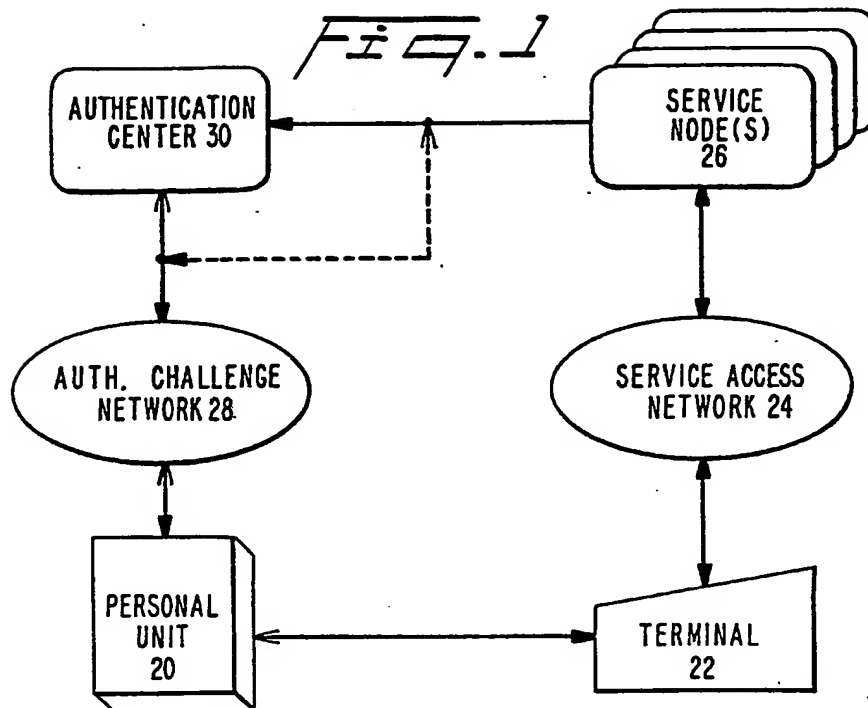 Fig. 1
AUTHENTICATION
CENTER 30
SERVICE
NODE(S)
26
AUTH. CHALLENGE
NETWORK 28
SERVICE ACCESS
NETWORK 24
PERSONAL
UNIT
20
TERMINAL
22